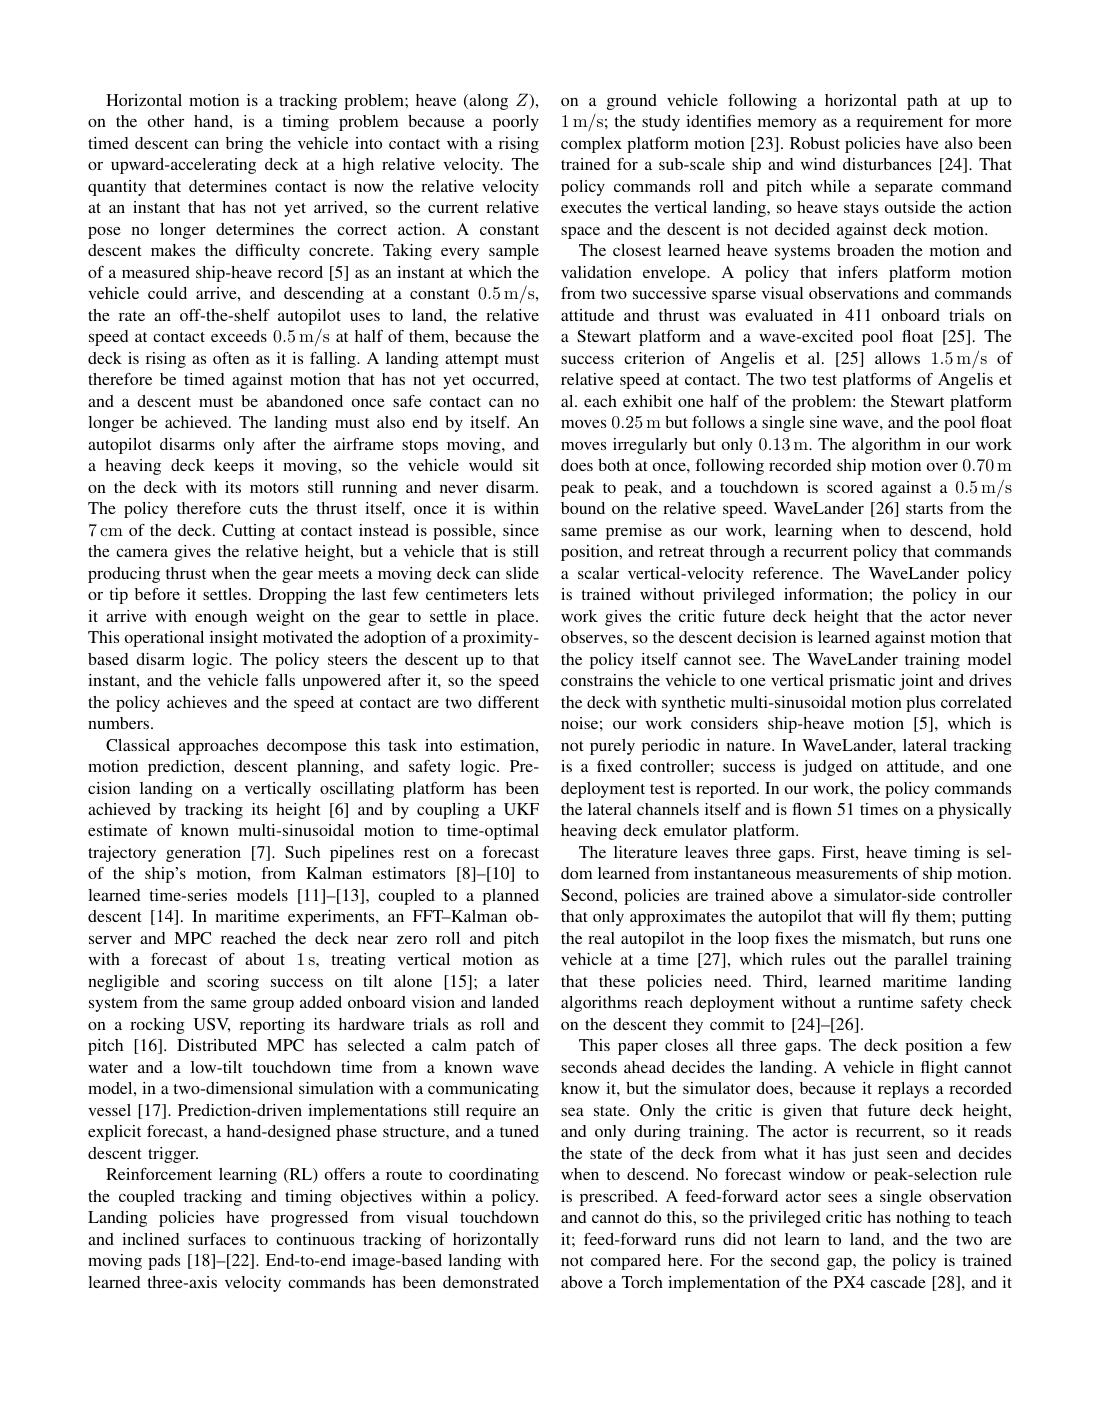 Horizontal motion is a tracking problem; heave (along Z),
on the other hand, is a timing problem because a poorly
timed descent can bring the vehicle into contact with a rising
or upward-accelerating deck at a high relative velocity. The
quantity that determines contact is now the relative velocity
at an instant that has not yet arrived, so the current relative
pose no longer determines the correct action. A constant
descent makes the difficulty concrete. Taking every sample
of a measured ship-heave record [5] as an instant at which the
vehicle could arrive, and descending at a constant 0.5 m/s,
the rate an off-the-shelf autopilot uses to land, the relative
speed at contact exceeds 0.5 m/s at half of them, because the
deck is rising as often as it is falling. A landing attempt must
therefore be timed against motion that has not yet occurred,
and a descent must be abandoned once safe contact can no
longer be achieved. The landing must also end by itself. An
autopilot disarms only after the airframe stops moving, and
a heaving deck keeps it moving, so the vehicle would sit
on the deck with its motors still running and never disarm.
The policy therefore cuts the thrust itself, once it is within
7 cm of the deck. Cutting at contact instead is possible, since
the camera gives the relative height, but a vehicle that is still
producing thrust when the gear meets a moving deck can slide
or tip before it settles. Dropping the last few centimeters lets
it arrive with enough weight on the gear to settle in place.
This operational insight motivated the adoption of a proximity-
based disarm logic. The policy steers the descent up to that
instant, and the vehicle falls unpowered after it, so the speed
the policy achieves and the speed at contact are two different
numbers.
Classical approaches decompose this task into estimation,
motion prediction, descent planning, and safety logic. Pre-
cision landing on a vertically oscillating platform has been
achieved by tracking its height [6] and by coupling a UKF
estimate of known multi-sinusoidal motion to time-optimal
trajectory generation [7]. Such pipelines rest on a forecast
of the ship's motion, from Kalman estimators [8]–[10] to
learned time-series models [11]–[13], coupled to a planned
descent [14]. In maritime experiments, an FFT–Kalman ob-
server and MPC reached the deck near zero roll and pitch
with a forecast of about 1 s, treating vertical motion as
negligible and scoring success on tilt alone [15]; a later
system from the same group added onboard vision and landed
on a rocking USV, reporting its hardware trials as roll and
pitch [16]. Distributed MPC has selected a calm patch of
water and a low-tilt touchdown time from a known wave
model, in a two-dimensional simulation with a communicating
vessel [17]. Prediction-driven implementations still require an
explicit forecast, a hand-designed phase structure, and a tuned
descent trigger.
Reinforcement learning (RL) offers a route to coordinating
the coupled tracking and timing objectives within a policy.
Landing policies have progressed from visual touchdown
and inclined surfaces to continuous tracking of horizontally
moving pads [18]–[22]. End-to-end image-based landing with
learned three-axis velocity commands has been demonstrated
on a ground vehicle following a horizontal path at up to
1 m/s; the study identifies memory as a requirement for more
complex platform motion [23]. Robust policies have also been
trained for a sub-scale ship and wind disturbances [24]. That
policy commands roll and pitch while a separate command
executes the vertical landing, so heave stays outside the action
space and the descent is not decided against deck motion.
The closest learned heave systems broaden the motion and
validation envelope. A policy that infers platform motion
from two successive sparse visual observations and commands
attitude and thrust was evaluated in 411 onboard trials on
a Stewart platform and a wave-excited pool float [25]. The
success criterion of Angelis et al. [25] allows 1.5 m/s of
relative speed at contact. The two test platforms of Angelis et
al. each exhibit one half of the problem: the Stewart platform
moves 0.25 m but follows a single sine wave, and the pool float
moves irregularly but only 0.13 m. The algorithm in our work
does both at once, following recorded ship motion over 0.70 m
peak to peak, and a touchdown is scored against a 0.5 m/s
bound on the relative speed. WaveLander [26] starts from the
same premise as our work, learning when to descend, hold
position, and retreat through a recurrent policy that commands
a scalar vertical-velocity reference. The WaveLander policy
is trained without privileged information; the policy in our
work gives the critic future deck height that the actor never
observes, so the descent decision is learned against motion that
the policy itself cannot see. The WaveLander training model
constrains the vehicle to one vertical prismatic joint and drives
the deck with synthetic multi-sinusoidal motion plus correlated
noise; our work considers ship-heave motion [5], which is
not purely periodic in nature. In WaveLander, lateral tracking
is a fixed controller; success is judged on attitude, and one
deployment test is reported. In our work, the policy commands
the lateral channels itself and is flown 51 times on a physically
heaving deck emulator platform.
The literature leaves three gaps. First, heave timing is sel-
dom learned from instantaneous measurements of ship motion.
Second, policies are trained above a simulator-side controller
that only approximates the autopilot that will fly them; putting
the real autopilot in the loop fixes the mismatch, but runs one
vehicle at a time [27], which rules out the parallel training
that these policies need. Third, learned maritime landing
algorithms reach deployment without a runtime safety check
on the descent they commit to [24]–[26].
This paper closes all three gaps. The deck position a few
seconds ahead decides the landing. A vehicle in flight cannot
know it, but the simulator does, because it replays a recorded
sea state. Only the critic is given that future deck height,
and only during training. The actor is recurrent, so it reads
the state of the deck from what it has just seen and decides
when to descend. No forecast window or peak-selection rule
is prescribed. A feed-forward actor sees a single observation
and cannot do this, so the privileged critic has nothing to teach
it; feed-forward runs did not learn to land, and the two are
not compared here. For the second gap, the policy is trained
above a Torch implementation of the PX4 cascade [28], and it